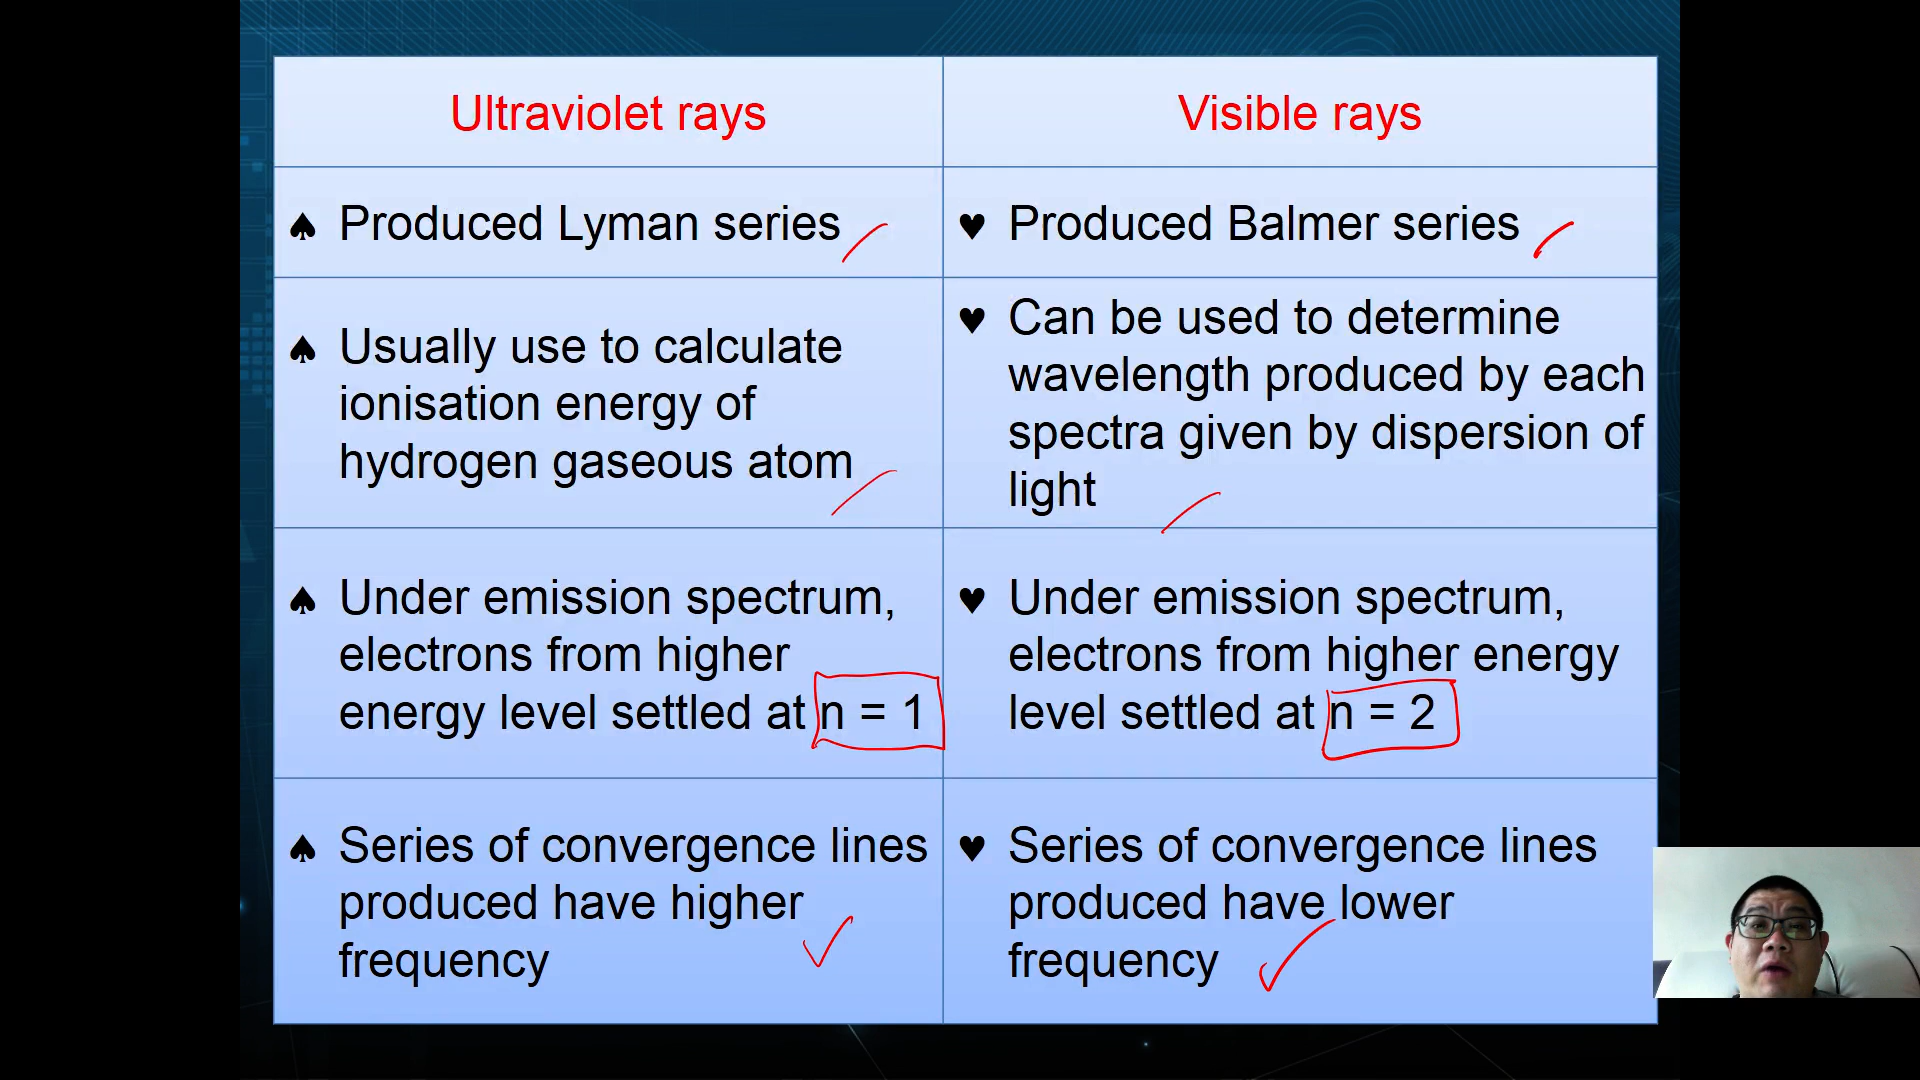 Ultraviolet rays
Visible rays
♠ Produced Lyman series
♥ Produced Balmer series
♠ Usually use to calculate
ionisation energy of
hydrogen gaseous atom
♥ Can be used to determine
wavelength produced by each
spectra given by dispersion of
light
♠ Under emission spectrum,
electrons from higher
energy level settled at n = 1
♥ Under emission spectrum,
electrons from higher energy
level settled at n = 2
♠ Series of convergence lines
produced have higher
frequency
♥ Series of convergence lines
produced have lower
frequency